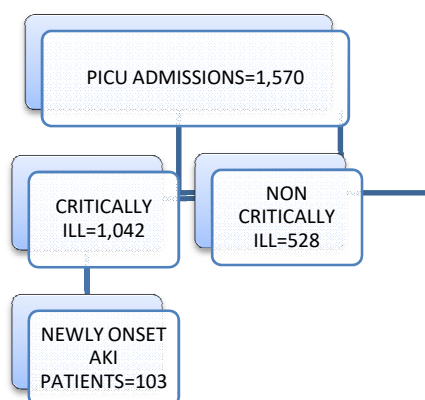 PICU ADMISSIONS=1,570
CRITICALLY
ILL=1,042
NON
CRITICALLY
ILL=528
NEWLY ONSET
AKI
PATIENTS=103